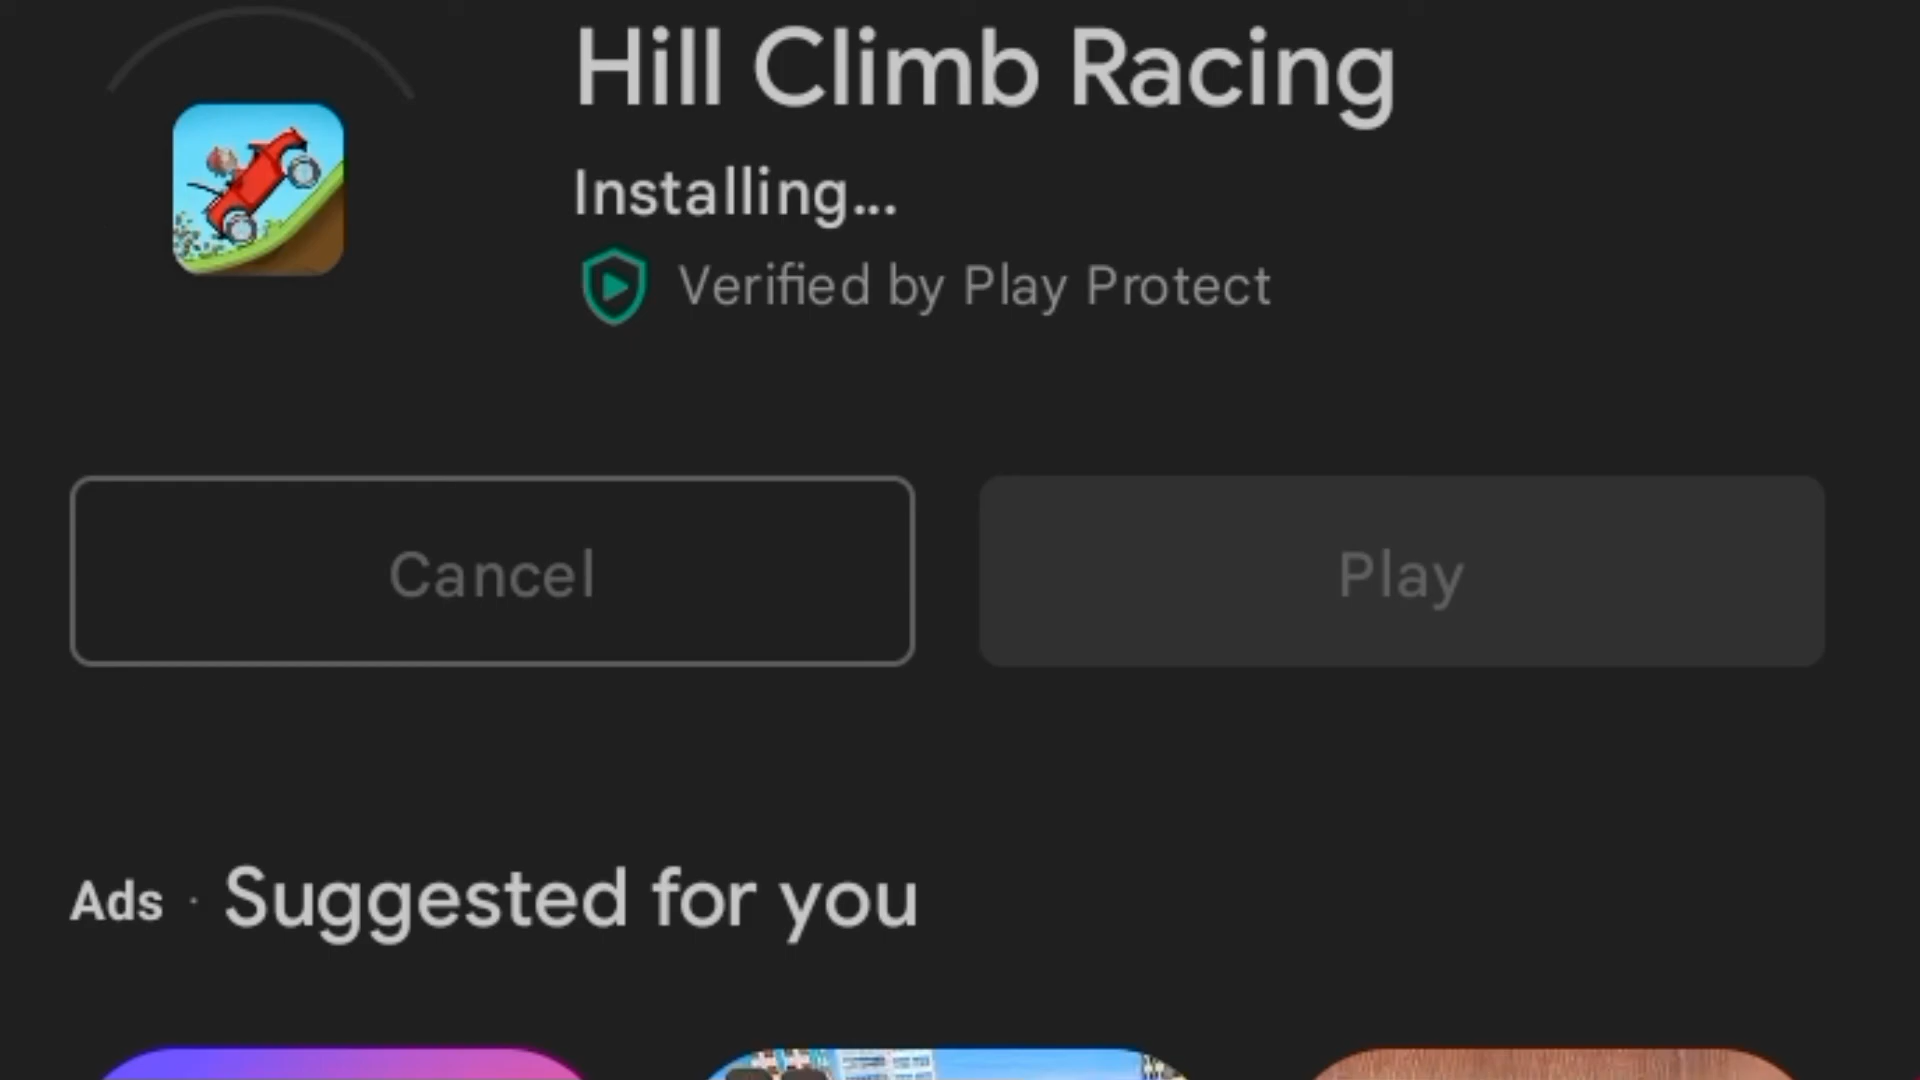 Hill Climb Racing
Installing...
Verified by Play Protect
Cancel
Play
Ads · Suggested for you